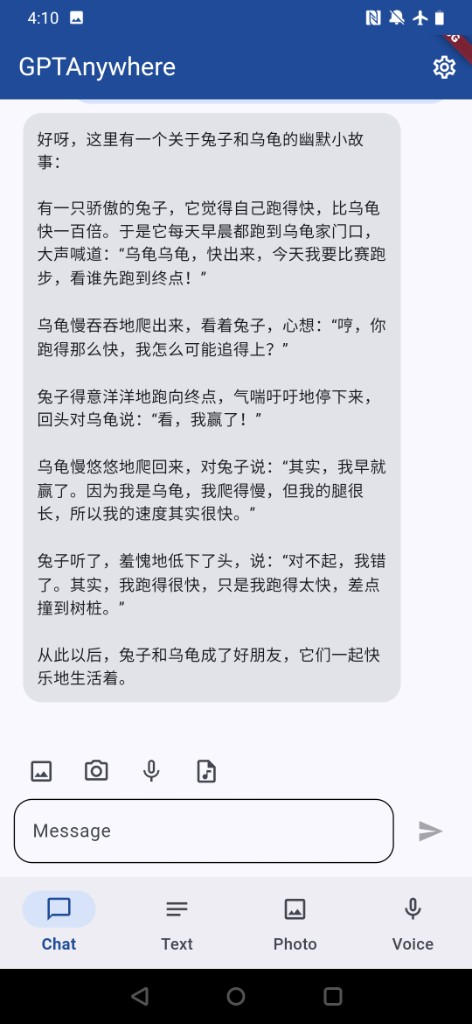 4:10
GPTAnywhere
好呀，这里有一个关于兔子和乌龟的幽默小故
事：
有一只骄傲的兔子，它觉得自己跑得快，比乌龟
快一百倍。于是它每天早晨都跑到乌龟家门口，
大声喊道：“乌龟乌龟，快出来，今天我要比赛跑
步，看谁先跑到终点！”
乌龟慢吞吞地爬出来，看着兔子，心想：“哼，你
跑得那么快，我怎么可能追得上？”
兔子得意洋洋地跑向终点，气喘吁吁地停下来，
回头对乌龟说：“看，我赢了！”
乌龟慢悠悠地爬回来，对兔子说：“其实，我早就
赢了。因为我是乌龟，我爬得慢，但我的腿很
长，所以我的速度其实很快。”
兔子听了，羞愧地低下了头，说：“对不起，我错
了。其实，我跑得很快，只是我跑得太快，差点
撞到树桩。”
从此以后，兔子和乌龟成了好朋友，它们一起快
乐地生活着。
Message
Chat
Text
Photo
Voice